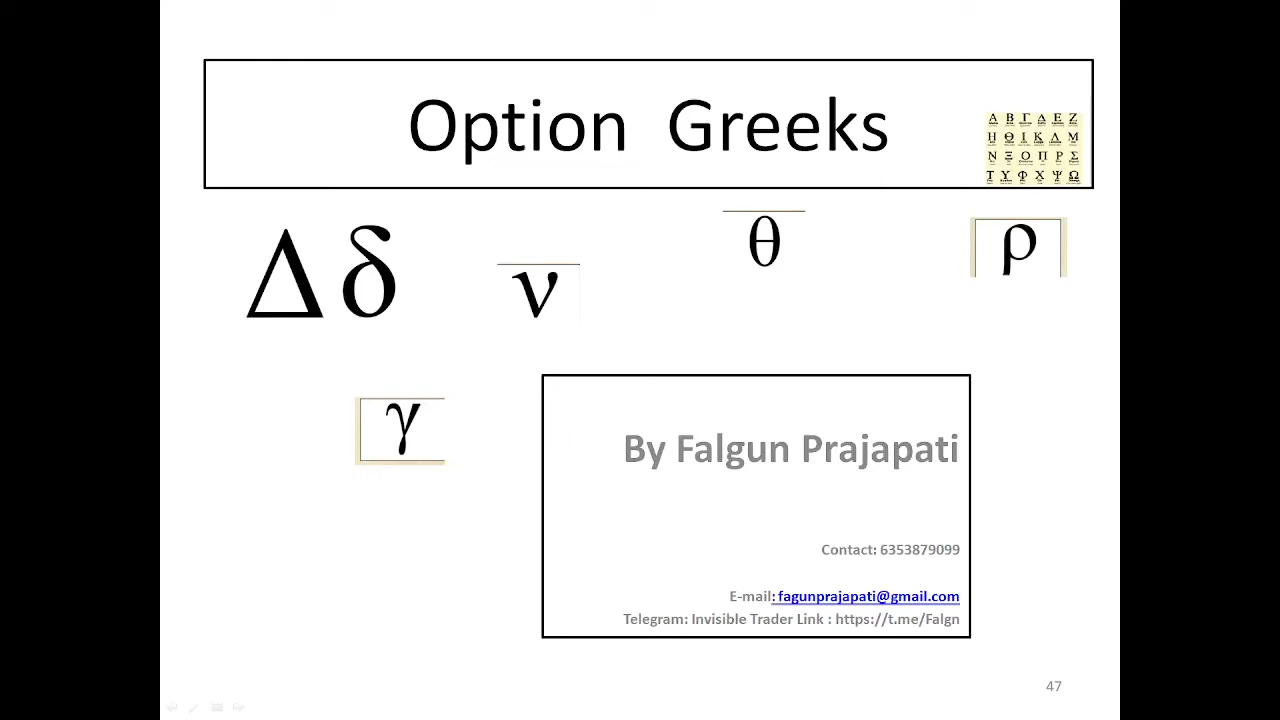 Option Greeks
Α Β Γ Δ Ε Ζ
Η Θ Ι Κ Λ Μ
Ν Ξ Ο Π Ρ Σ
Τ Υ Φ Χ Ψ Ω
Δ δ
ν
θ
ρ
γ
By Falgun Prajapati
Contact: 6353879099
E-mail: fagunprajapati@gmail.com
Telegram: Invisible Trader Link : https://t.me/Falgn
47